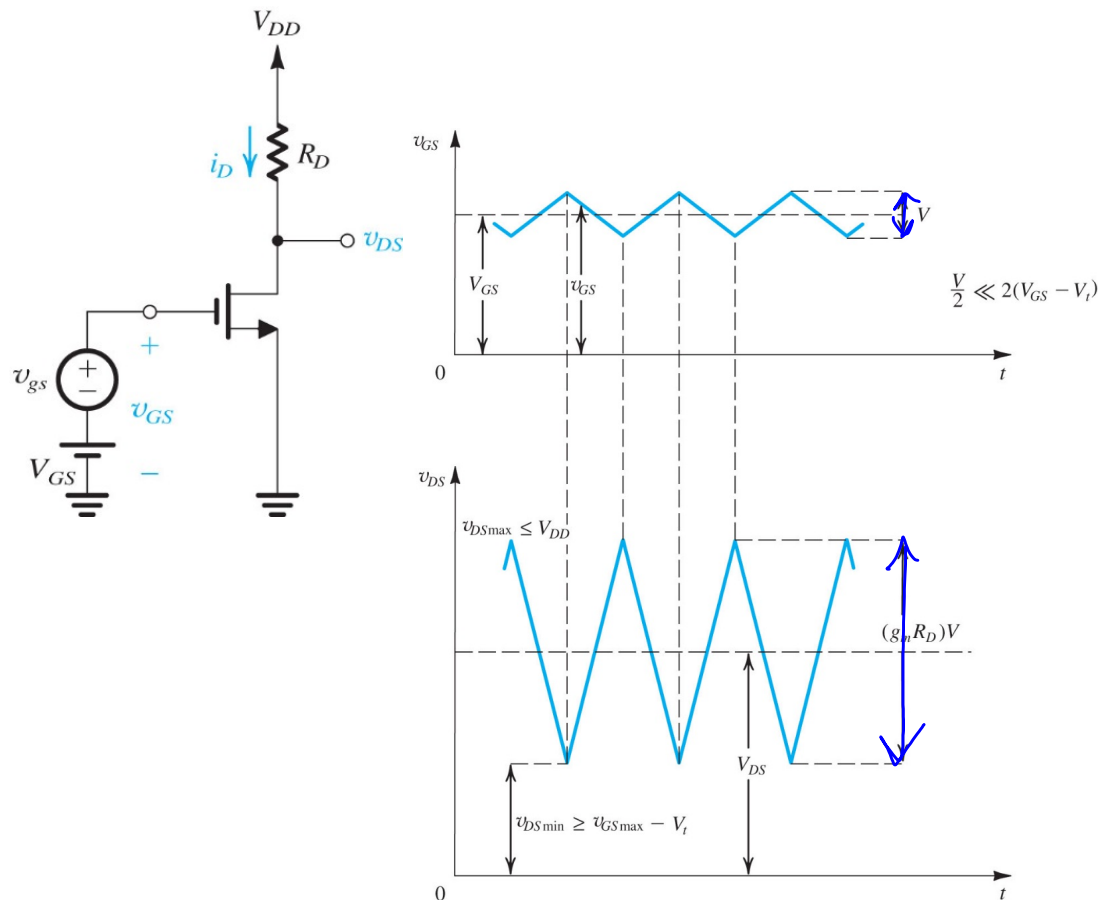 V_DD
i_D
R_D
v_DS
+
v_gs
+
−
v_GS
V_GS
−
v_GS
V
V_GS
v_GS
V/2 ≪ 2(V_GS − V_t)
0
t
v_DS
v_DSmax ≤ V_DD
(g_m R_D)V
V_DS
v_DSmin ≥ v_GSmax − V_t
0
t